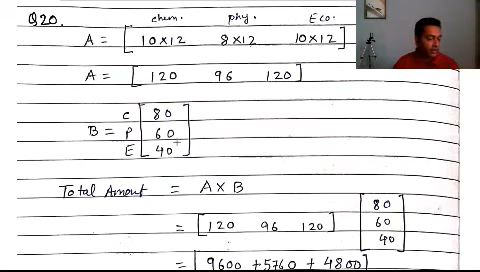 Q20.
chem. phy. Eco.
A = [ 10 x 12 8 x 12 10 x 12 ]
A = [ 120 96 120 ]
C [ 80 ]
B = P [ 60 ]
E [ 40 ]
Total Amount = A x B
= [ 120 96 120 ] [ 80 60 40 ]
= [ 9600 + 5760 + 4800 ]